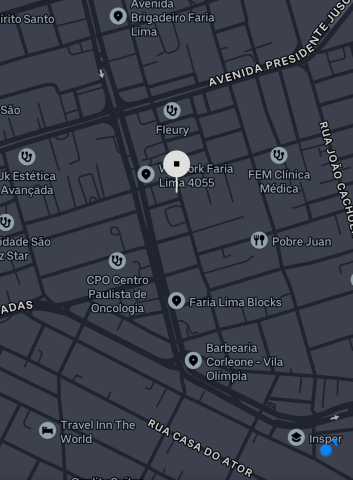 Avenida
Brigadeiro Faria
Lima
írito Santo
AVENIDA PRESIDENTE JUSC
São
Fleury
Faria
Lima 4055
Jk Estética
Avançada
FEM Clínica
Médica
RUA JOÃO CACHOE
idade São
z Star
Pobre Juan
CPO Centro
Paulista de
Oncologia
ADAS
Faria Lima Blocks
Barbearia
Corleone - Vila
Olímpia
Travel Inn The
World
RUA CASA DO ATOR
Insper